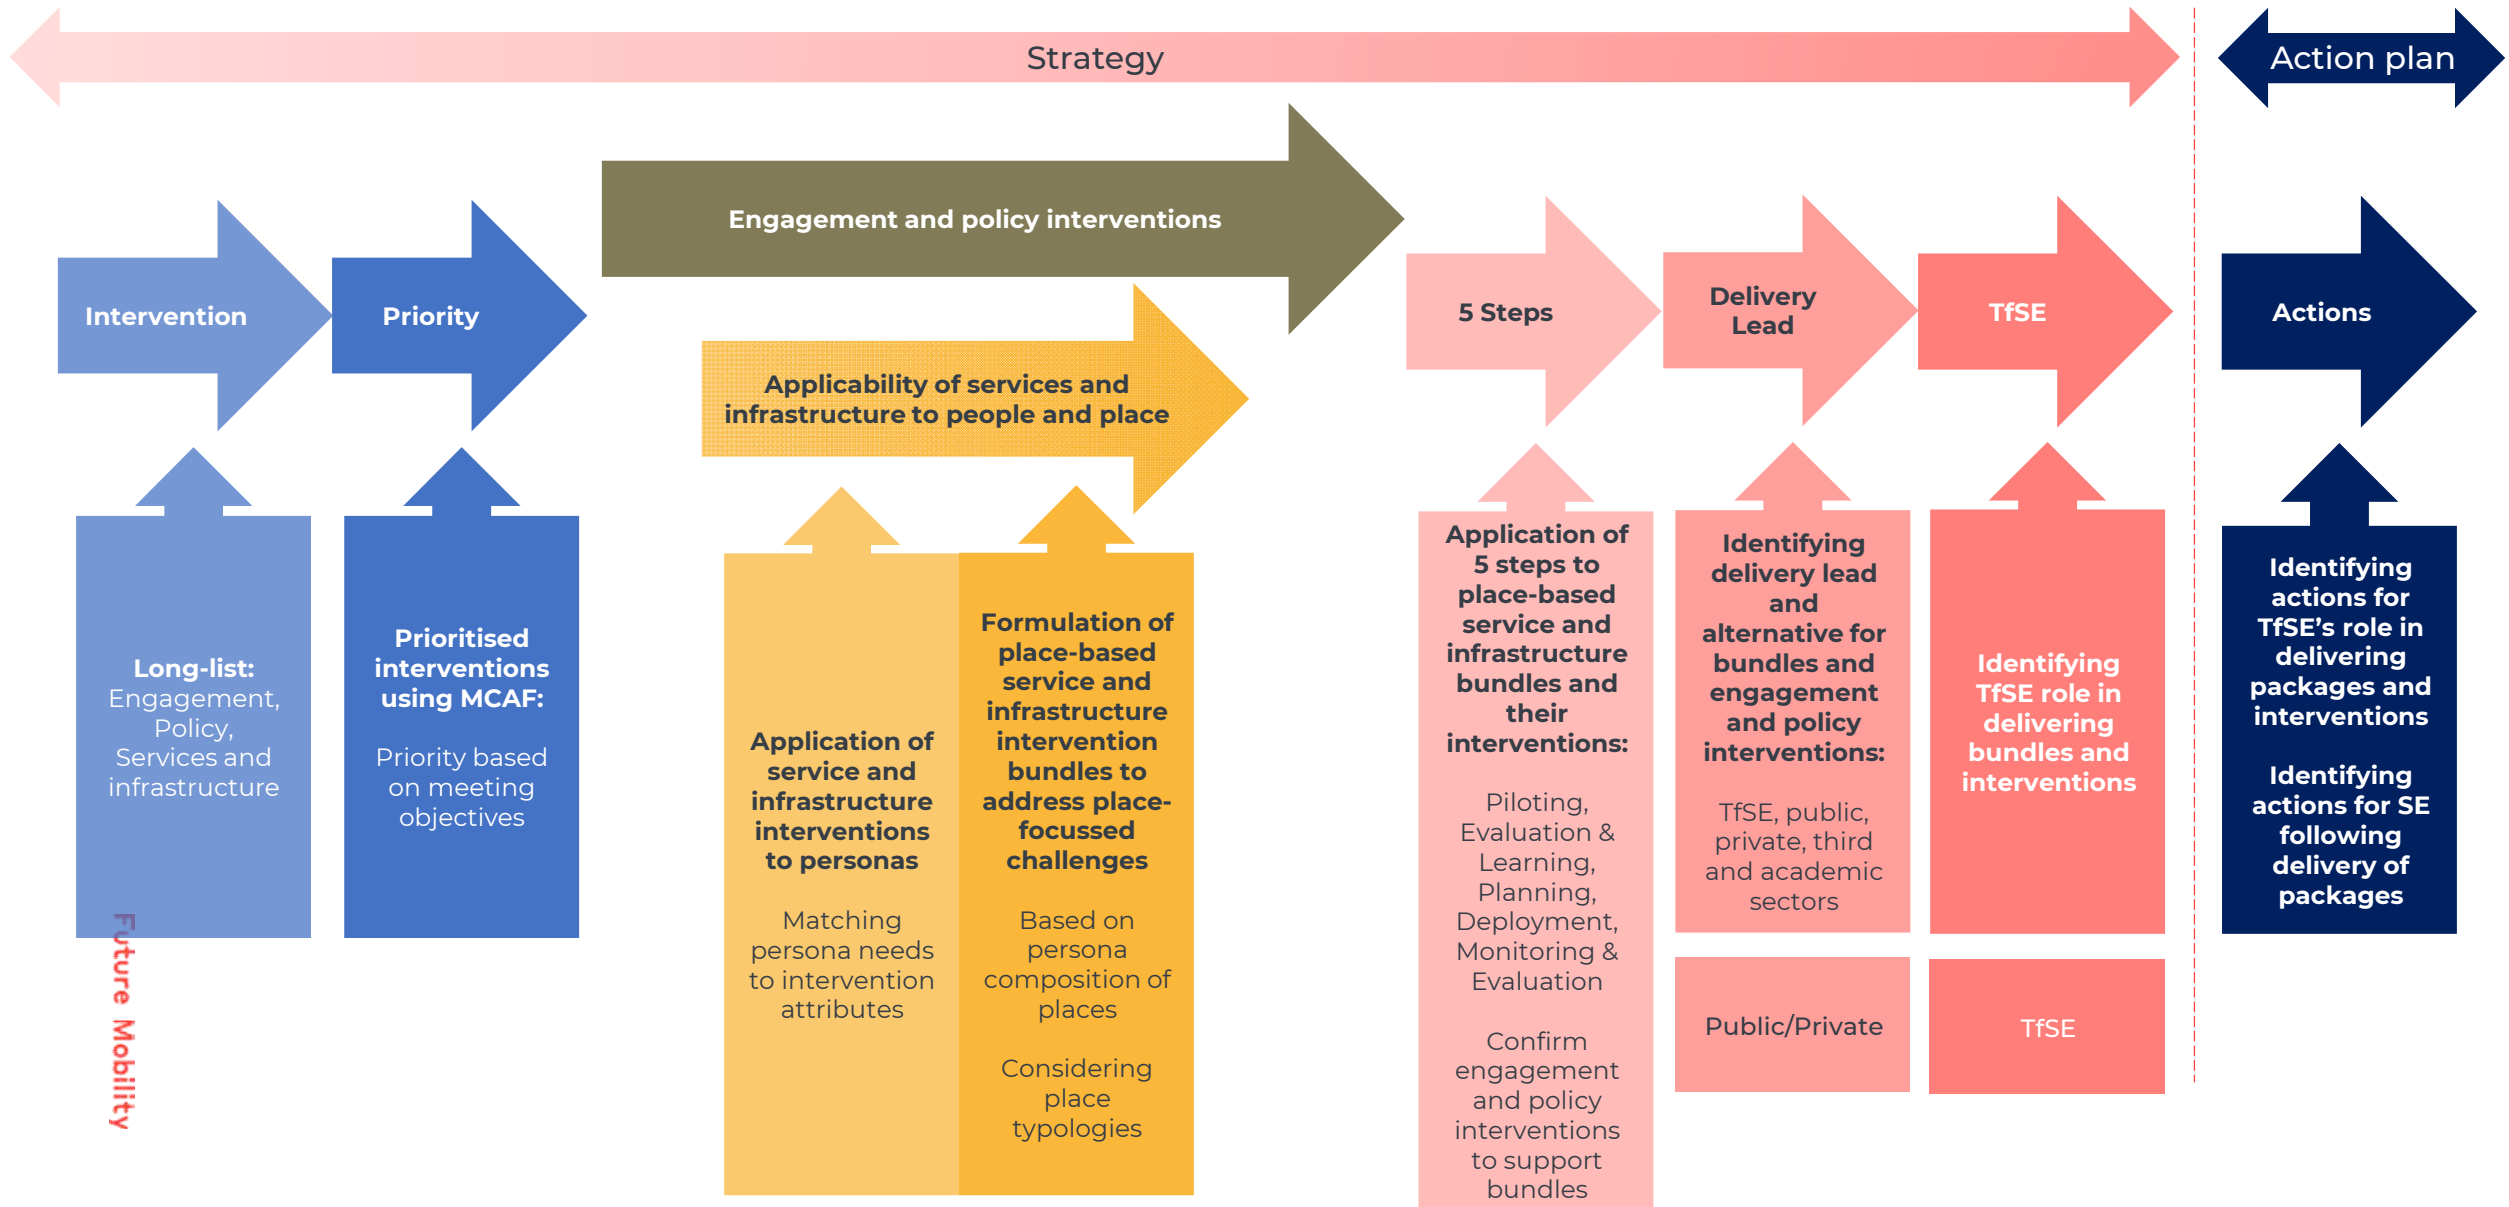 Strategy
Action plan
Engagement and policy interventions
Intervention
Priority
Applicability of services and
infrastructure to people and place
5 Steps
Delivery
Lead
TfSE
Actions
Long-list:
Engagement,
Policy,
Services and
infrastructure
Prioritised
interventions
using MCAF:
Priority based
on meeting
objectives
Application of
service and
infrastructure
interventions
to personas
Matching
persona needs
to intervention
attributes
Formulation of
place-based
service and
infrastructure
intervention
bundles to
address place-
focussed
challenges
Based on
persona
composition of
places
Considering
place
typologies
Application of
5 steps to
place-based
service and
infrastructure
bundles and
their
interventions:
Piloting,
Evaluation &
Learning,
Planning,
Deployment,
Monitoring &
Evaluation
Confirm
engagement
and policy
interventions
to support
bundles
Identifying
delivery lead
and
alternative for
bundles and
engagement
and policy
interventions:
TfSE, public,
private, third
and academic
sectors
Public/Private
Identifying
TfSE role in
delivering
bundles and
interventions
TfSE
Identifying
actions for
TfSE’s role in
delivering
packages and
interventions
Identifying
actions for SE
following
delivery of
packages
Future Mobility